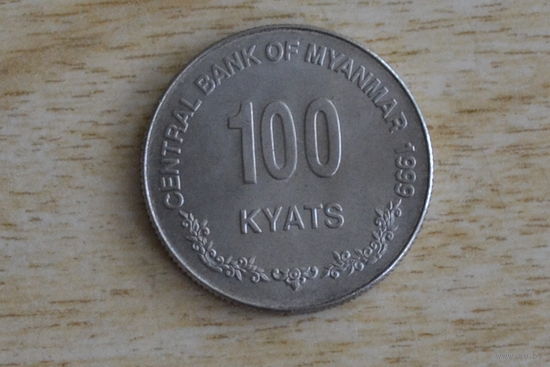 CENTRAL BANK OF MYANMAR 1999
100
KYATS